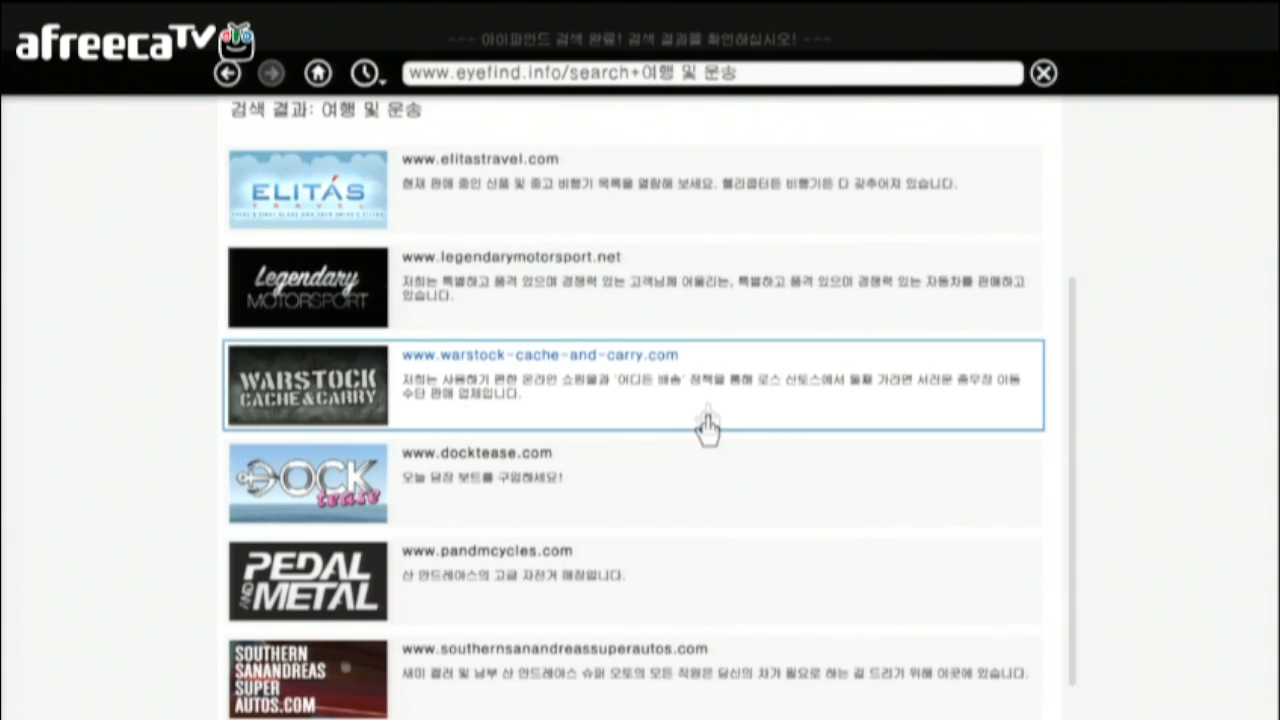 afreecaTV
--- 아이파인드 검색 완료! 검색 결과를 확인하십시오! ---
www.eyefind.info/search+여행 및 운송
검색 결과: 여행 및 운송
ELITÁS
TRAVEL
www.elitastravel.com
현재 판매 중인 신품 및 중고 비행기 목록을 열람해 보세요. 헬리콥터든 비행기든 다 갖추어져 있습니다.
Legendary
MOTORSPORT
www.legendarymotorsport.net
저희는 특별하고 품격 있으며 경쟁력 있는 고객님께 어울리는, 특별하고 품격 있으며 경쟁력 있는 자동차를 판매하고
있습니다.
WARSTOCK
CACHE & CARRY
www.warstock-cache-and-carry.com
저희는 사용하기 편한 온라인 쇼핑몰과 '어디든 배송' 정책을 통해 로스 산토스에서 둘째 가라면 서러운 중무장 이동
수단 판매 업체입니다.
DOCK
tease
www.docktease.com
오늘 당장 보트를 구입하세요!
PEDAL
AND METAL
www.pandmcycles.com
산 안드레아스의 고급 자전거 매장입니다.
SOUTHERN
SANANDREAS
SUPER
AUTOS.COM
www.southernsanandreassuperautos.com
새미 켈러 및 남부 산 안드레아스 슈퍼 오토의 모든 직원은 당신의 차가 필요로 하는 걸 드리기 위해 이곳에 있습니다.